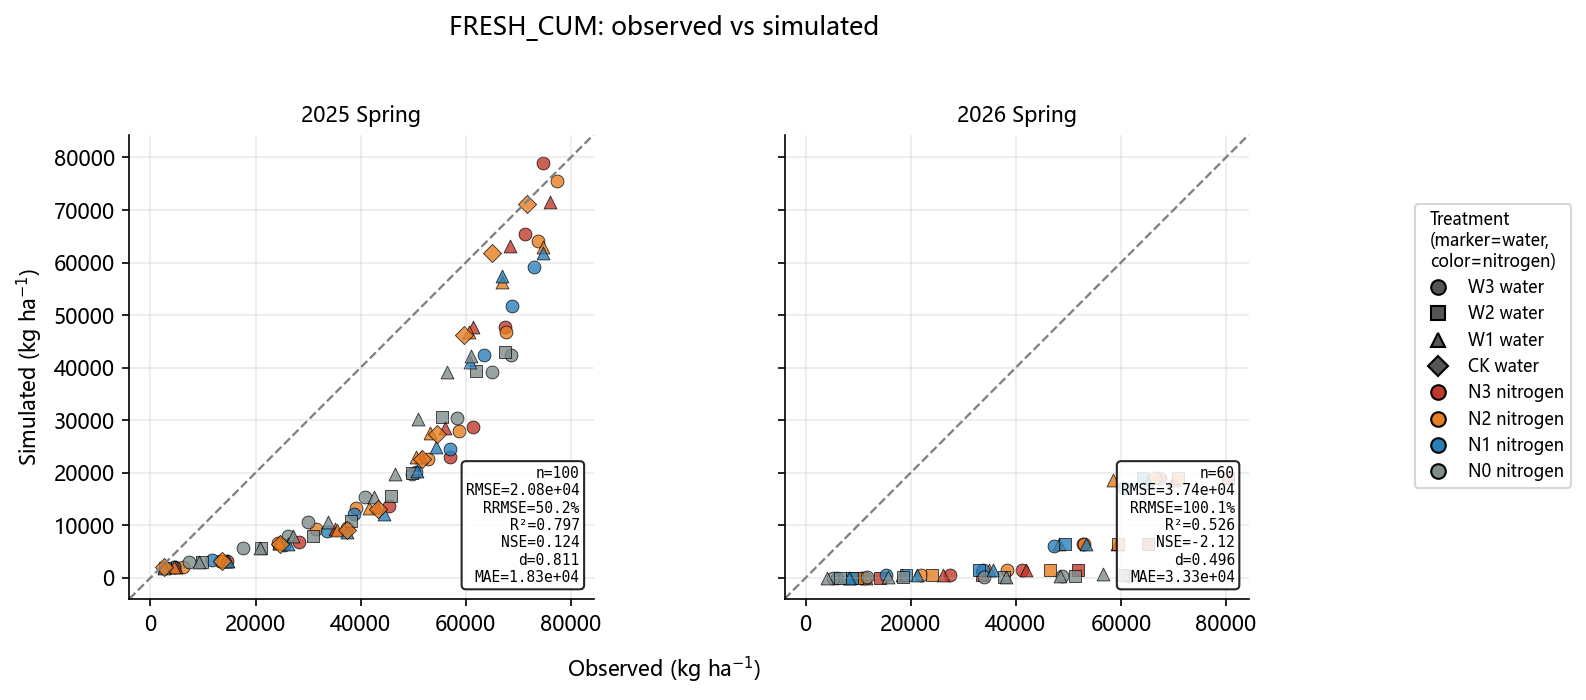 FRESH_CUM: observed vs simulated
2025 Spring
2026 Spring
Simulated (kg ha⁻¹)
80000
70000
60000
50000
40000
30000
20000
10000
0
n=100
RMSE=2.08e+04
RRMSE=50.2%
R²=0.797
NSE=0.124
d=0.811
MAE=1.83e+04
0
20000
40000
60000
80000
n=60
RMSE=3.74e+04
RRMSE=100.1%
R²=0.526
NSE=-2.12
d=0.496
MAE=3.33e+04
0
20000
40000
60000
80000
Observed (kg ha⁻¹)
Treatment
(marker=water,
color=nitrogen)
W3 water
W2 water
W1 water
CK water
N3 nitrogen
N2 nitrogen
N1 nitrogen
N0 nitrogen